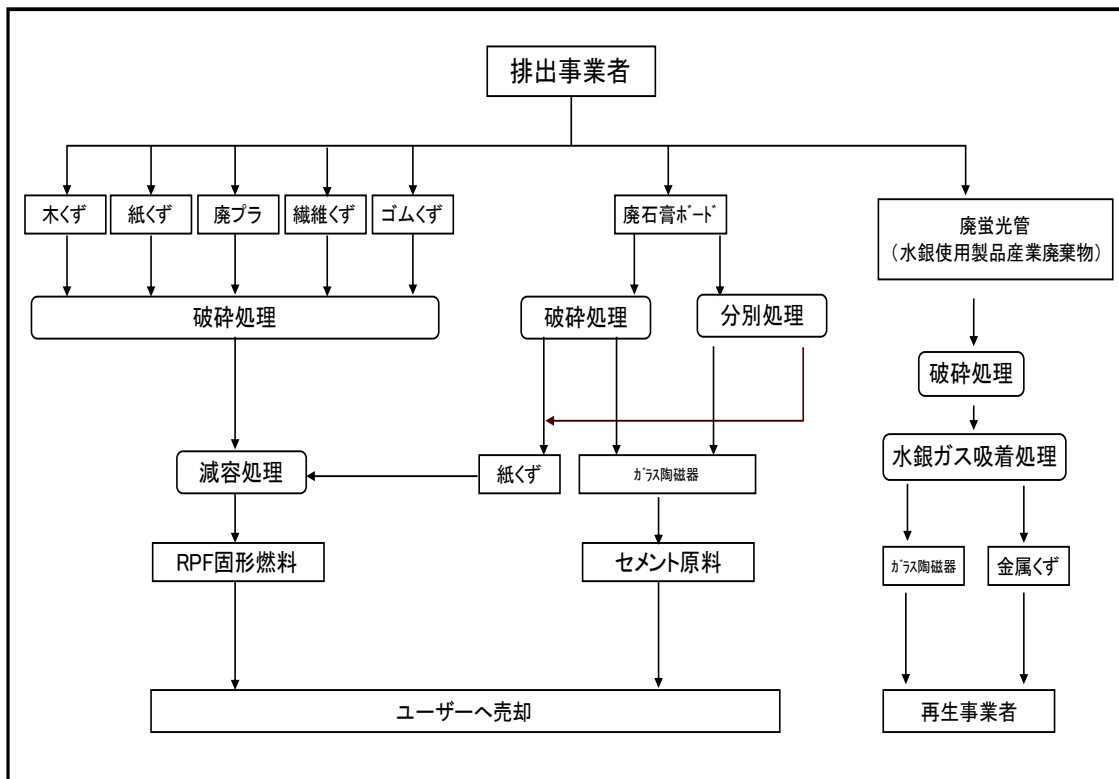 排出事業者
木くず
紙くず
廃プラ
繊維くず
ゴムくず
廃石膏ボード
廃蛍光管
（水銀使用製品産業廃棄物）
破砕処理
破砕処理
分別処理
破砕処理
水銀ガス吸着処理
減容処理
紙くず
ガラス陶磁器
RPF固形燃料
セメント原料
ガラス陶磁器
金属くず
ユーザーへ売却
再生事業者